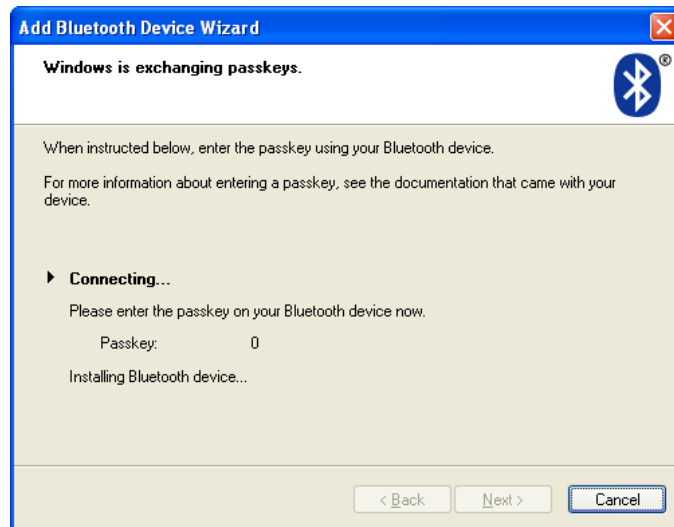 Add Bluetooth Device Wizard
Windows is exchanging passkeys.
®
When instructed below, enter the passkey using your Bluetooth device.
For more information about entering a passkey, see the documentation that came with your
device.
Connecting...
Please enter the passkey on your Bluetooth device now.
Passkey: 0
Installing Bluetooth device...
< Back Next > Cancel